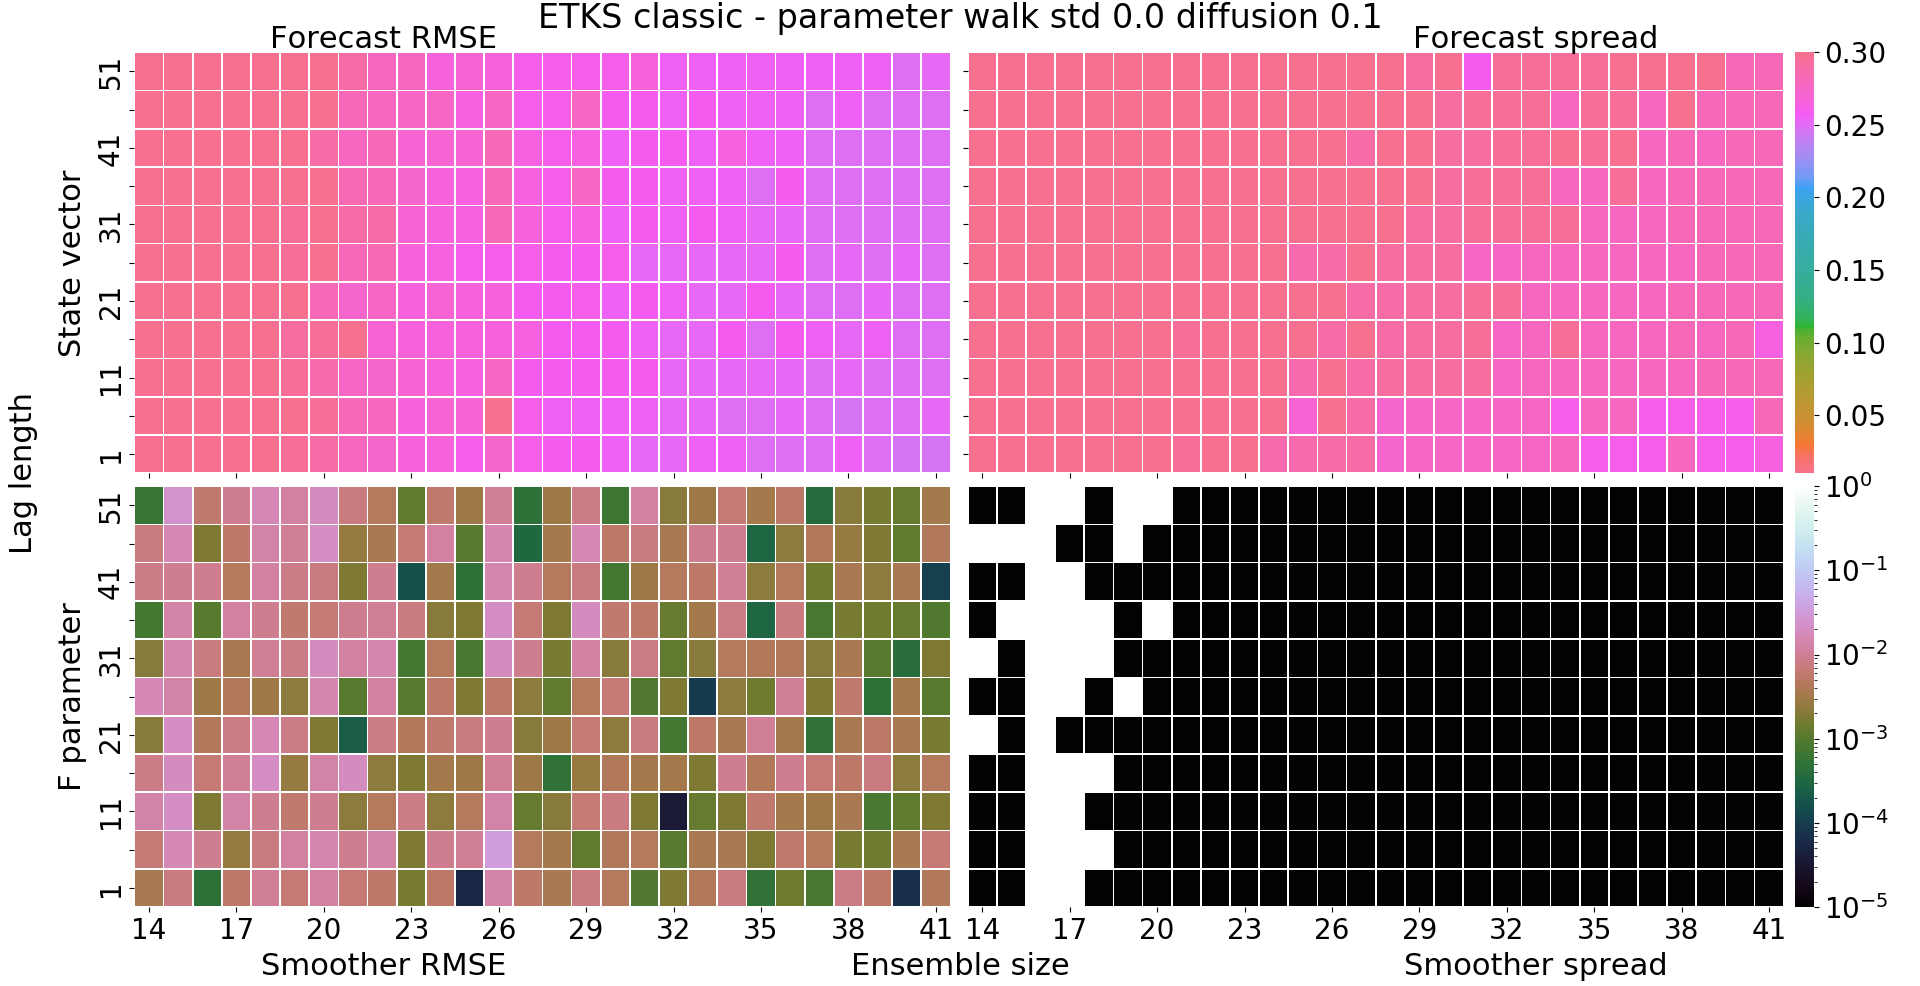 ETKS classic - parameter walk std 0.0 diffusion 0.1
Forecast RMSE
Forecast spread
Lag length
State vector
51
41
31
21
11
1
0.30
0.25
0.20
0.15
0.10
0.05
F parameter
51
41
31
21
11
1
10⁰
10⁻¹
10⁻²
10⁻³
10⁻⁴
10⁻⁵
14 17 20 23 26 29 32 35 38 41
14 17 20 23 26 29 32 35 38 41
Smoother RMSE
Ensemble size
Smoother spread